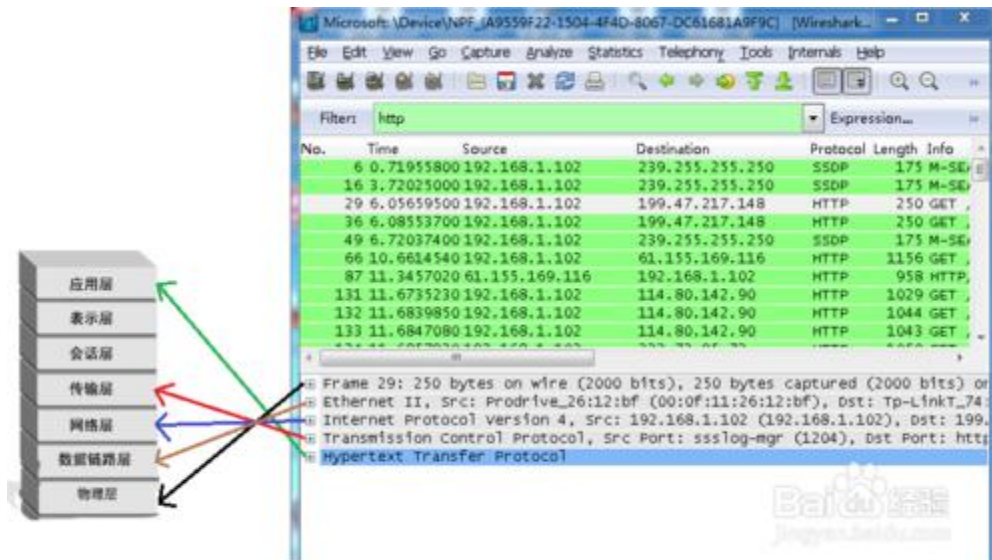 Microsoft: \Device\NPF_{A9559F22-1504-4F4D-8067-DC61681A9F9C} [Wireshark...
File Edit View Go Capture Analyze Statistics Telephony Tools Internals Help
Filter: http Expression...
No. Time Source Destination Protocol Length Info
6 0.71955800 192.168.1.102 239.255.255.250 SSDP 175 M-SE
16 3.72025000 192.168.1.102 239.255.255.250 SSDP 175 M-SE
29 6.05659500 192.168.1.102 199.47.217.148 HTTP 250 GET
36 6.08553700 192.168.1.102 199.47.217.148 HTTP 250 GET
49 6.72037400 192.168.1.102 239.255.255.250 SSDP 175 M-SE
66 10.6614540 192.168.1.102 61.155.169.116 HTTP 1156 GET
87 11.3457020 61.155.169.116 192.168.1.102 HTTP 958 HTTP
131 11.6735230 192.168.1.102 114.80.142.90 HTTP 1029 GET
132 11.6839850 192.168.1.102 114.80.142.90 HTTP 1044 GET
133 11.6847080 192.168.1.102 114.80.142.90 HTTP 1043 GET
Frame 29: 250 bytes on wire (2000 bits), 250 bytes captured (2000 bits) on
Ethernet II, Src: Prodrive_26:12:bf (00:0f:11:26:12:bf), Dst: Tp-LinkT_74:
Internet Protocol Version 4, Src: 192.168.1.102 (192.168.1.102), Dst: 199.
Transmission Control Protocol, Src Port: ssslog-mgr (1204), Dst Port: http
Hypertext Transfer Protocol
应用层
表示层
会话层
传输层
网络层
数据链路层
物理层
Baidu 经验
jingyan.baidu.com